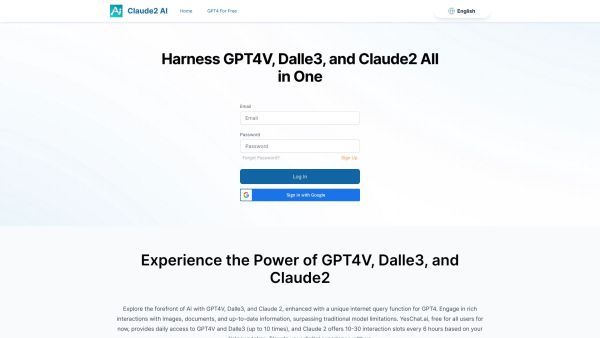 Claude2 AI
Home
GPT4 For Free
English
Harness GPT4V, Dalle3, and Claude2 All
in One
Email
Email
Password
Password
Forgot Password?
Sign Up
Log In
Sign in with Google
Experience the Power of GPT4V, Dalle3, and
Claude2
Explore the forefront of AI with GPT4V, Dalle3, and Claude 2, enhanced with a unique internet query function for GPT4. Engage in rich
interactions with images, documents, and up-to-date information, surpassing traditional model limitations. YesChat.ai, free for all users for
now, provides daily access to GPT4V and Dalle3 (up to 10 times), and Claude 2 offers 10-30 interaction slots every 6 hours based on your